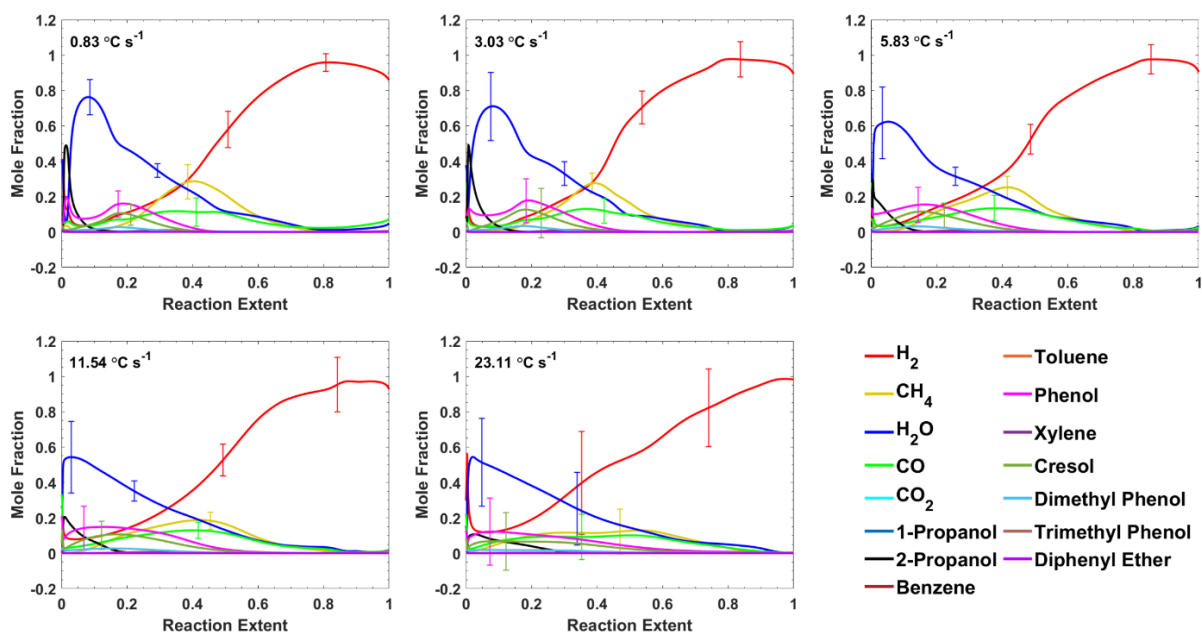 1.2
1
0.8
0.6
0.4
0.2
0
-0.2
Mole Fraction
0.83 °C s-1
0 0.2 0.4 0.6 0.8 1
Reaction Extent
1.2
1
0.8
0.6
0.4
0.2
0
-0.2
Mole Fraction
3.03 °C s-1
0 0.2 0.4 0.6 0.8 1
Reaction Extent
1.2
1
0.8
0.6
0.4
0.2
0
-0.2
Mole Fraction
5.83 °C s-1
0 0.2 0.4 0.6 0.8 1
Reaction Extent
1.2
1
0.8
0.6
0.4
0.2
0
-0.2
Mole Fraction
11.54 °C s-1
0 0.2 0.4 0.6 0.8 1
Reaction Extent
1.2
1
0.8
0.6
0.4
0.2
0
-0.2
Mole Fraction
23.11 °C s-1
0 0.2 0.4 0.6 0.8 1
Reaction Extent
H2
CH4
H2O
CO
CO2
1-Propanol
2-Propanol
Benzene
Toluene
Phenol
Xylene
Cresol
Dimethyl Phenol
Trimethyl Phenol
Diphenyl Ether